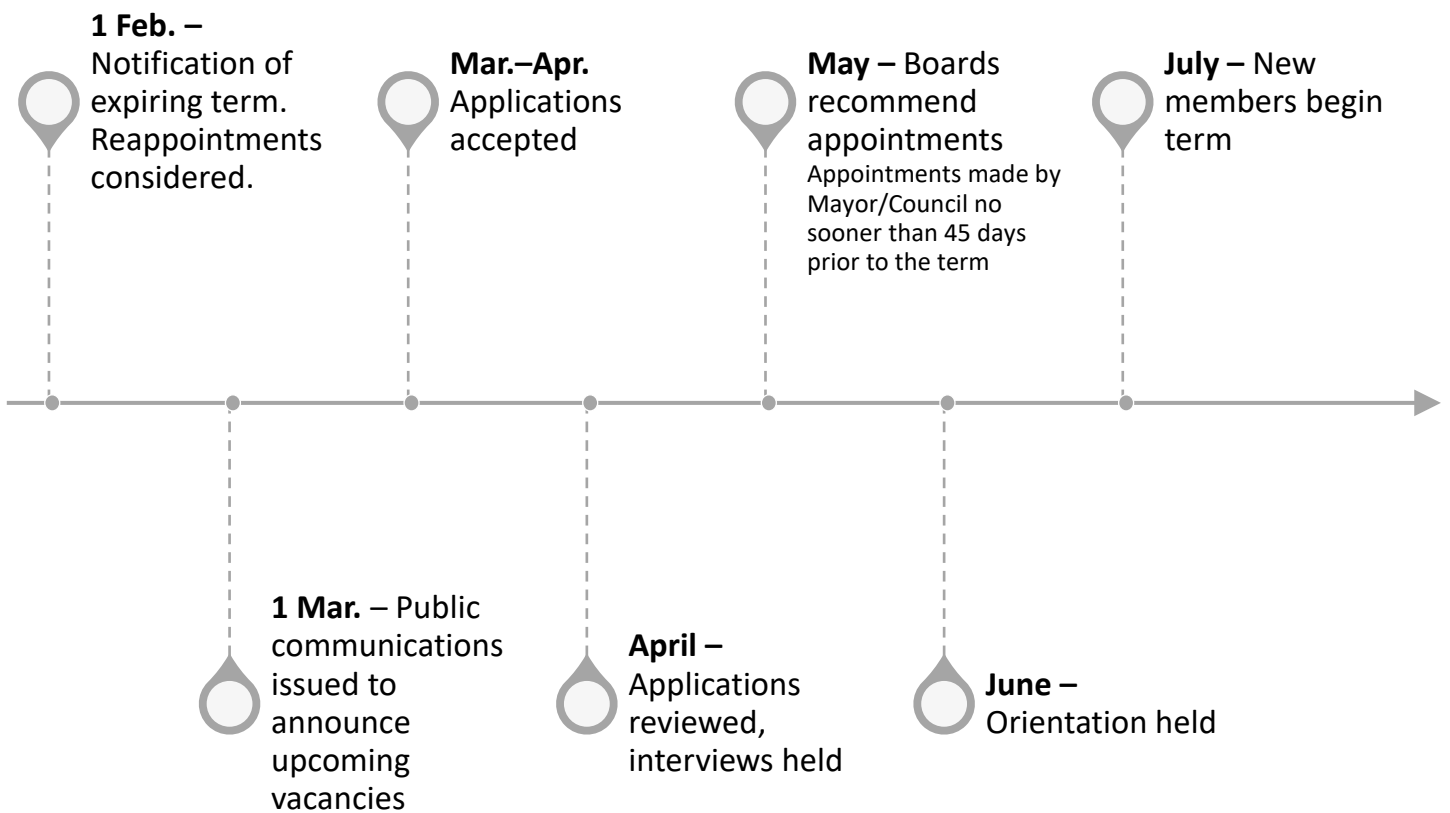 1 Feb. –
Notification of
expiring term.
Reappointments
considered.
Mar.–Apr.
Applications
accepted
May – Boards
recommend
appointments
Appointments made by
Mayor/Council no
sooner than 45 days
prior to the term
July – New
members begin
term
1 Mar. – Public
communications
issued to
announce
upcoming
vacancies
April –
Applications
reviewed,
interviews held
June –
Orientation held